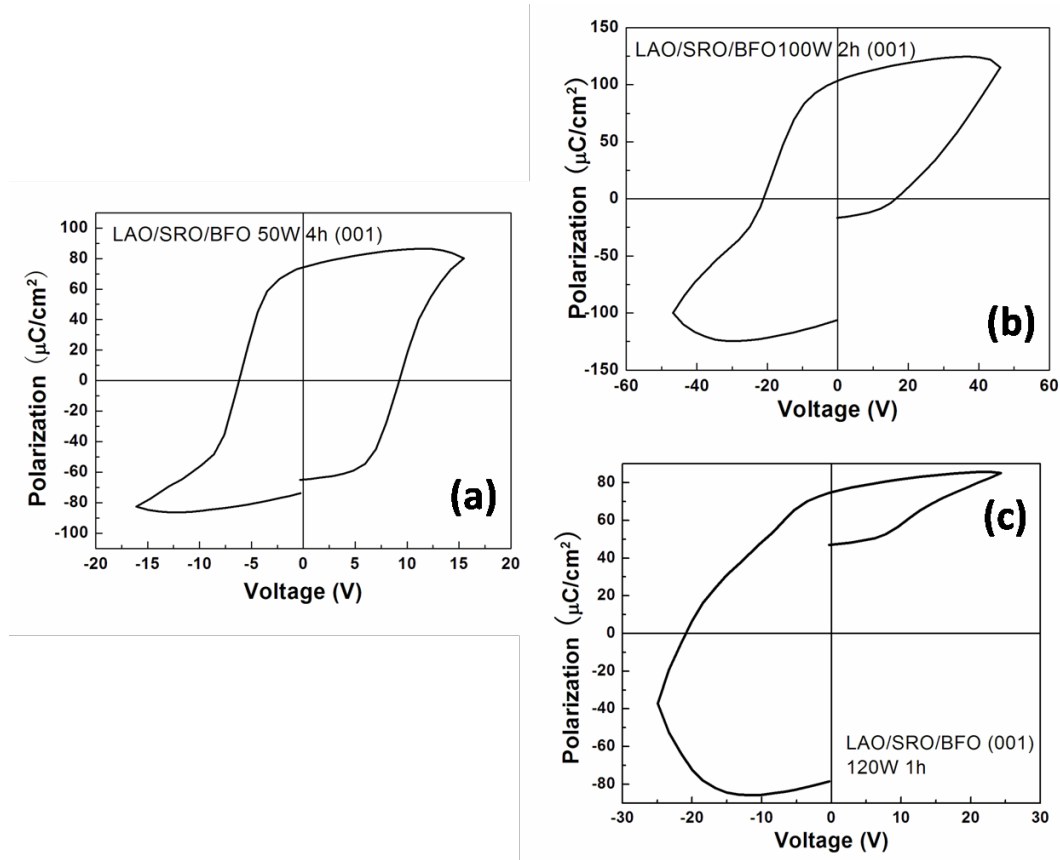 LAO/SRO/BFO 50W 4h (001)
Polarization (μC/cm²)
100
80
60
40
20
0
-20
-40
-60
-80
-100
-20 -15 -10 -5 0 5 10 15 20
Voltage (V)
(a)
LAO/SRO/BFO100W 2h (001)
Polarization (μC/cm²)
150
100
50
0
-50
-100
-150
-60 -40 -20 0 20 40 60
Voltage (V)
(b)
Polarization (μC/cm²)
80
60
40
20
0
-20
-40
-60
-80
-30 -20 -10 0 10 20 30
Voltage (V)
(c)
LAO/SRO/BFO (001)
120W 1h